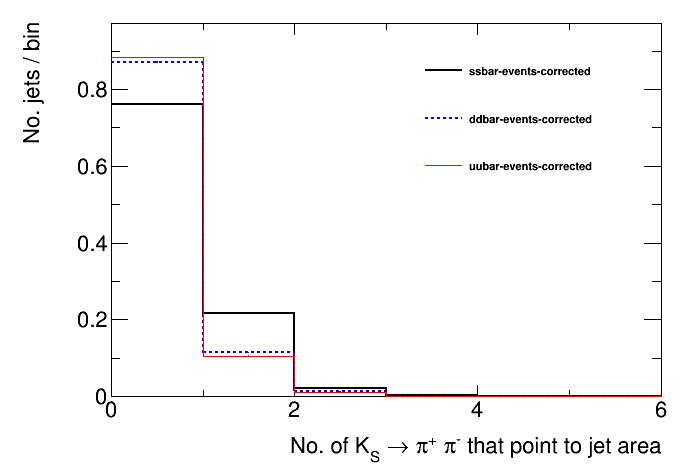 No. jets / bin
0.8
0.6
0.4
0.2
0
0 2 4 6
ssbar-events-corrected
ddbar-events-corrected
uubar-events-corrected
No. of K_S → π⁺ π⁻ that point to jet area